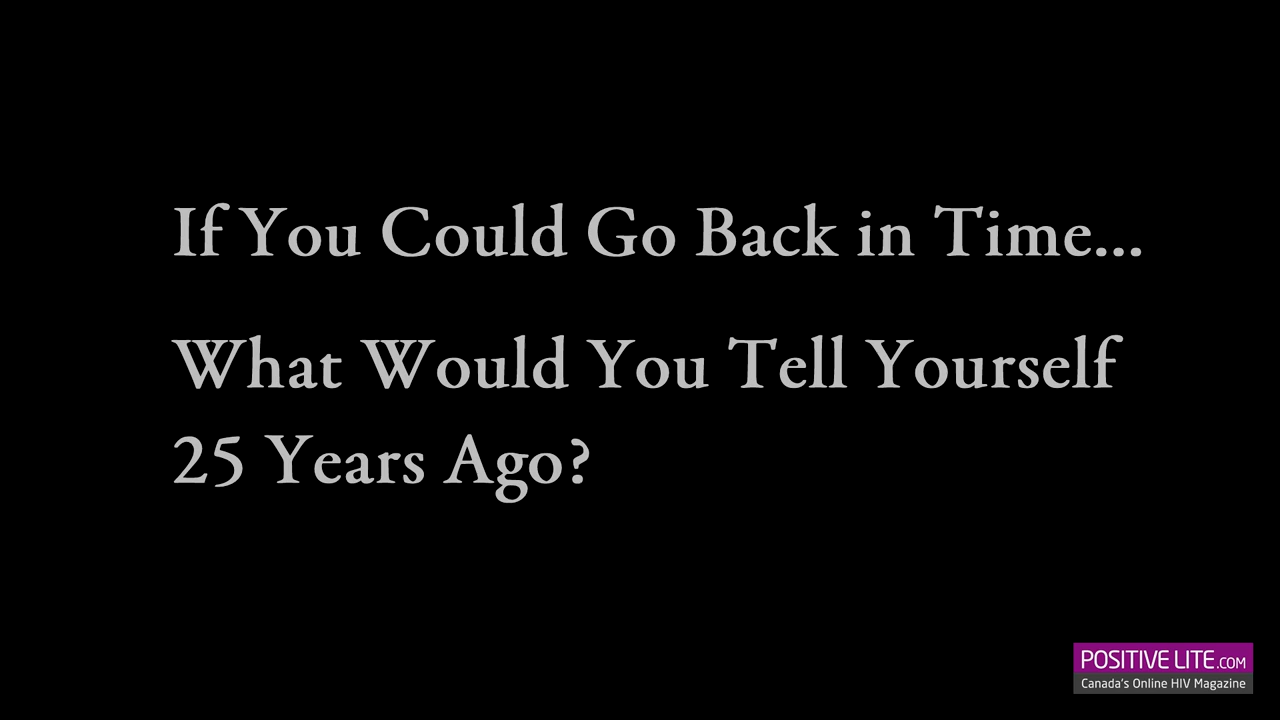 If You Could Go Back in Time...
What Would You Tell Yourself
25 Years Ago?
POSITIVE LITE.COM
Canada's Online HIV Magazine